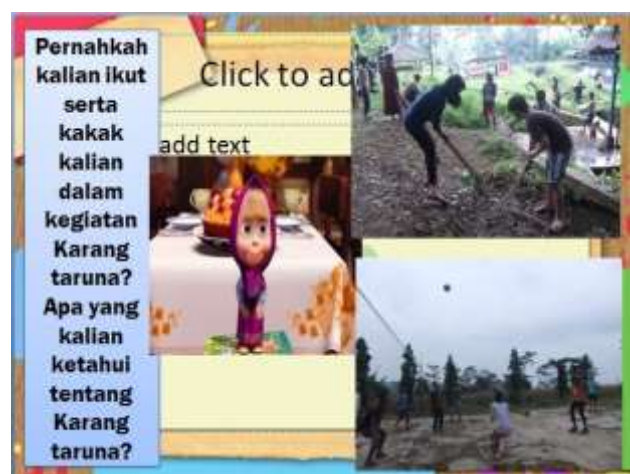 Pernahkah
kalian ikut
serta
kakak
kalian
dalam
kegiatan
Karang
taruna?
Apa yang
kalian
ketahui
tentang
Karang
taruna?
Click to ad
add text